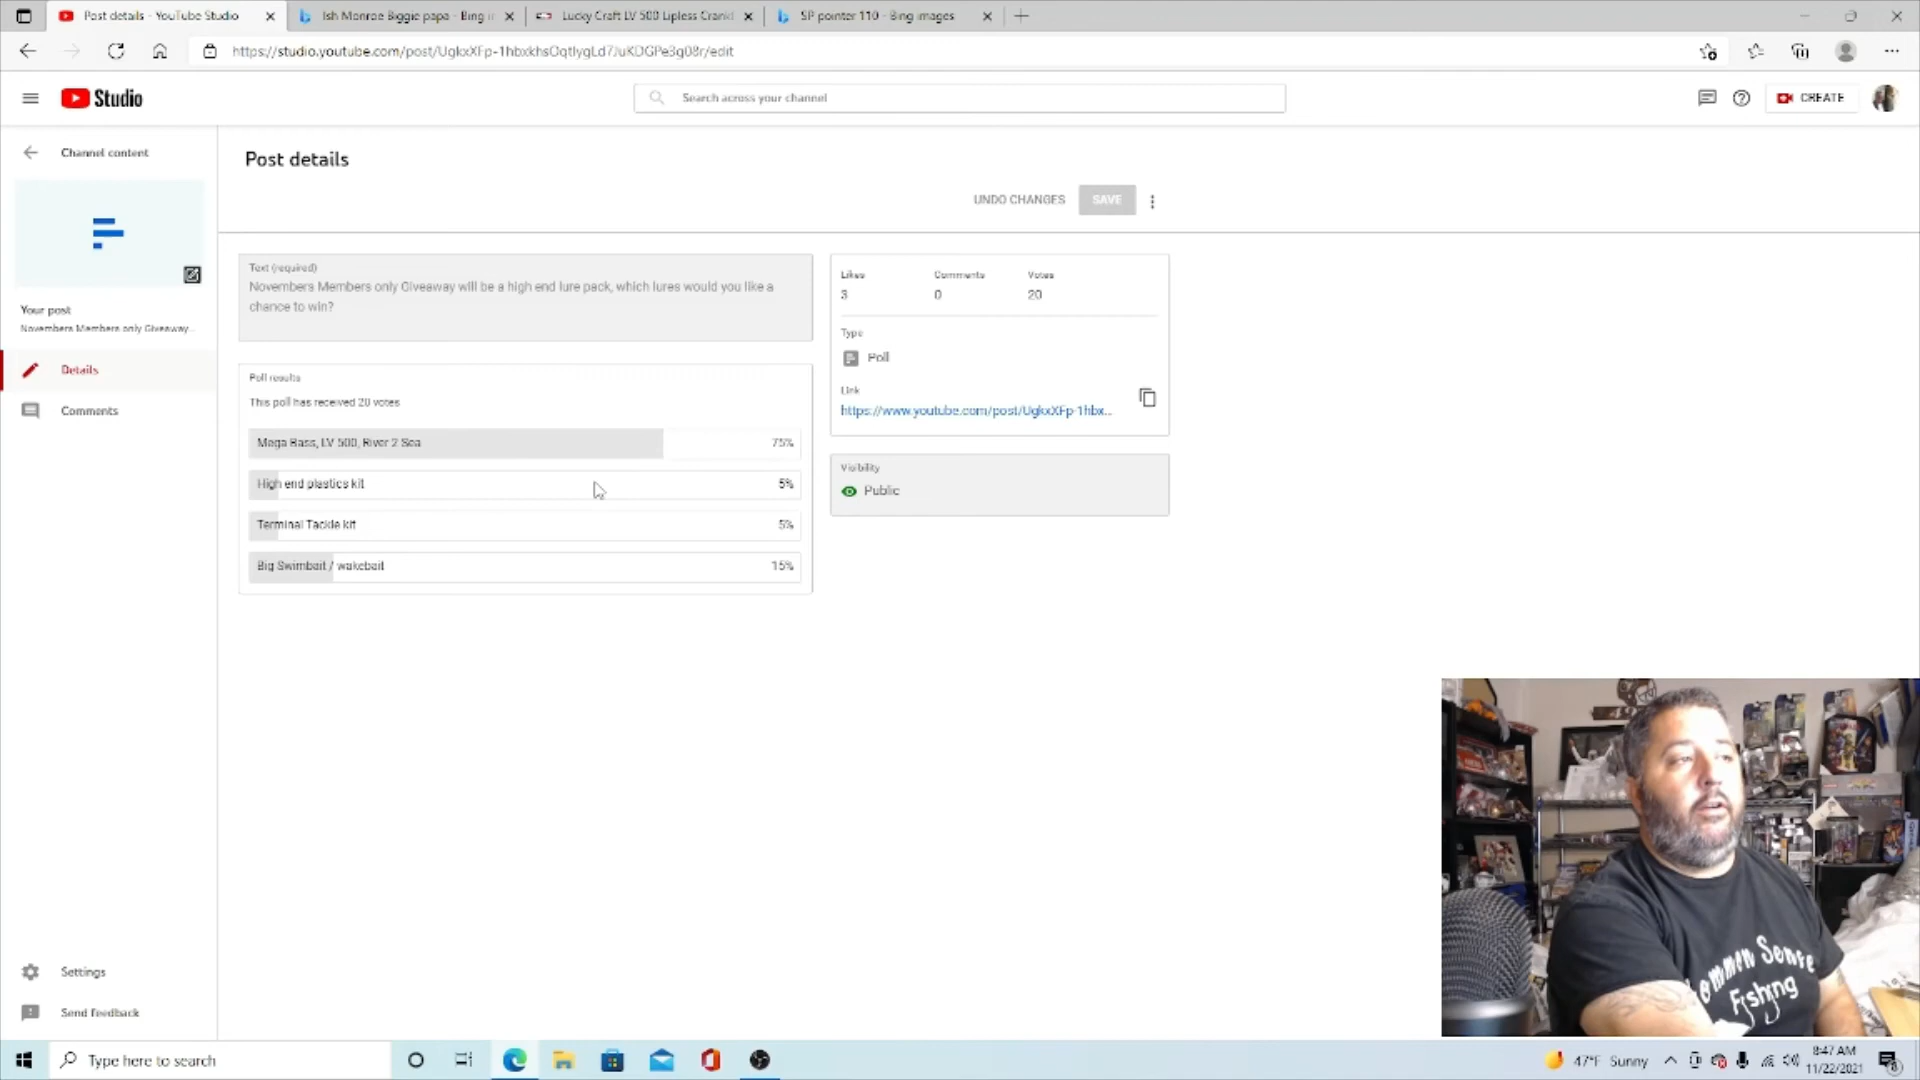 Post details - YouTube Studio
Ish Monroe Biggie papa - Bing i
Lucky Craft LV 500 Lipless Crankl
SP pointer 110 - Bing images
https://studio.youtube.com/post/UgkxXFp-1hbxkhsOqtlygLd7JuKDGPe3g08r/edit
Studio
Search across your channel
CREATE
Channel content
Post details
UNDO CHANGES
SAVE
Your post
Novembers Members only Giveaway...
Details
Comments
Settings
Send feedback
Text (required)
Novembers Members only Giveaway will be a high end lure pack, which lures would you like a
chance to win?
Poll results
This poll has received 20 votes
Mega Bass, LV 500, River 2 Sea 75%
High end plastics kit 5%
Terminal Tackle kit 5%
Big Swimbait / wakebait 15%
Likes Comments Votes
3 0 20
Type
Poll
Link
https://www.youtube.com/post/UgkxXFp-1hbx...
Visibility
Public
Common Sense
Fishing
Type here to search
47°F Sunny
8:47 AM
11/22/2021